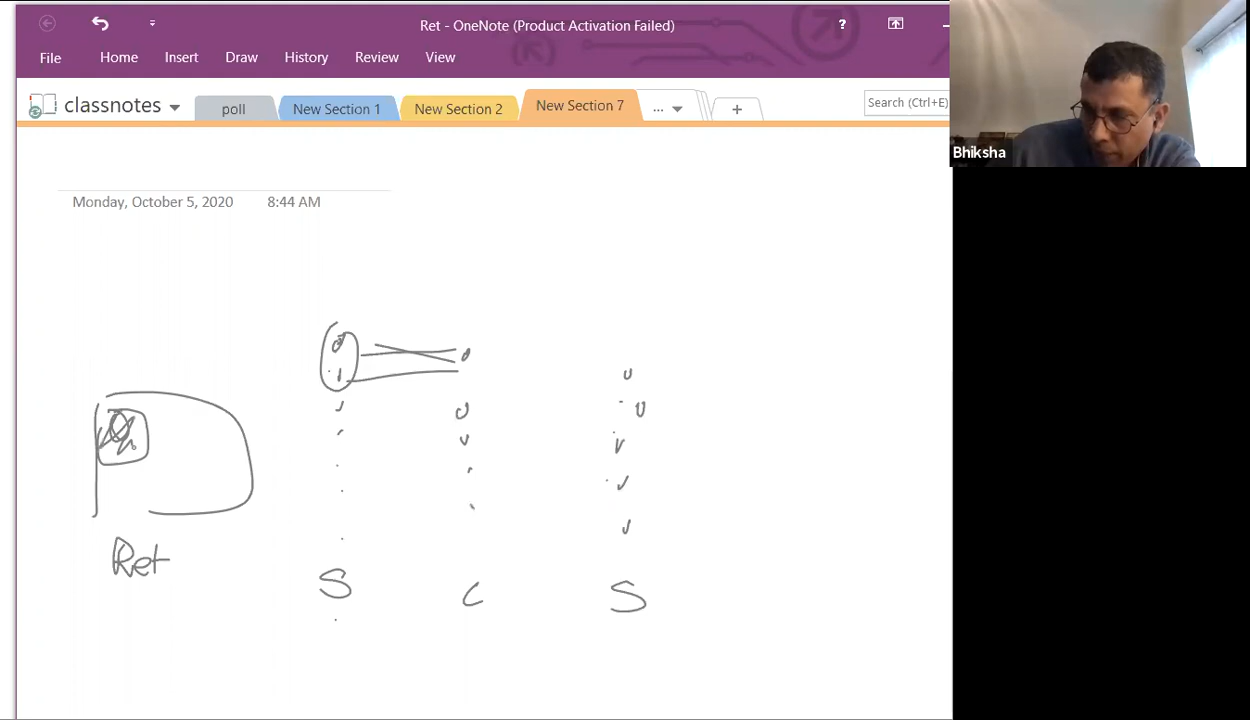 Ret - OneNote (Product Activation Failed)
?
File Home Insert Draw History Review View
classnotes poll New Section 1 New Section 2 New Section 7 ... + Search (Ctrl+E)
Bhiksha
Monday, October 5, 2020 8:44 AM
Ret
S C S